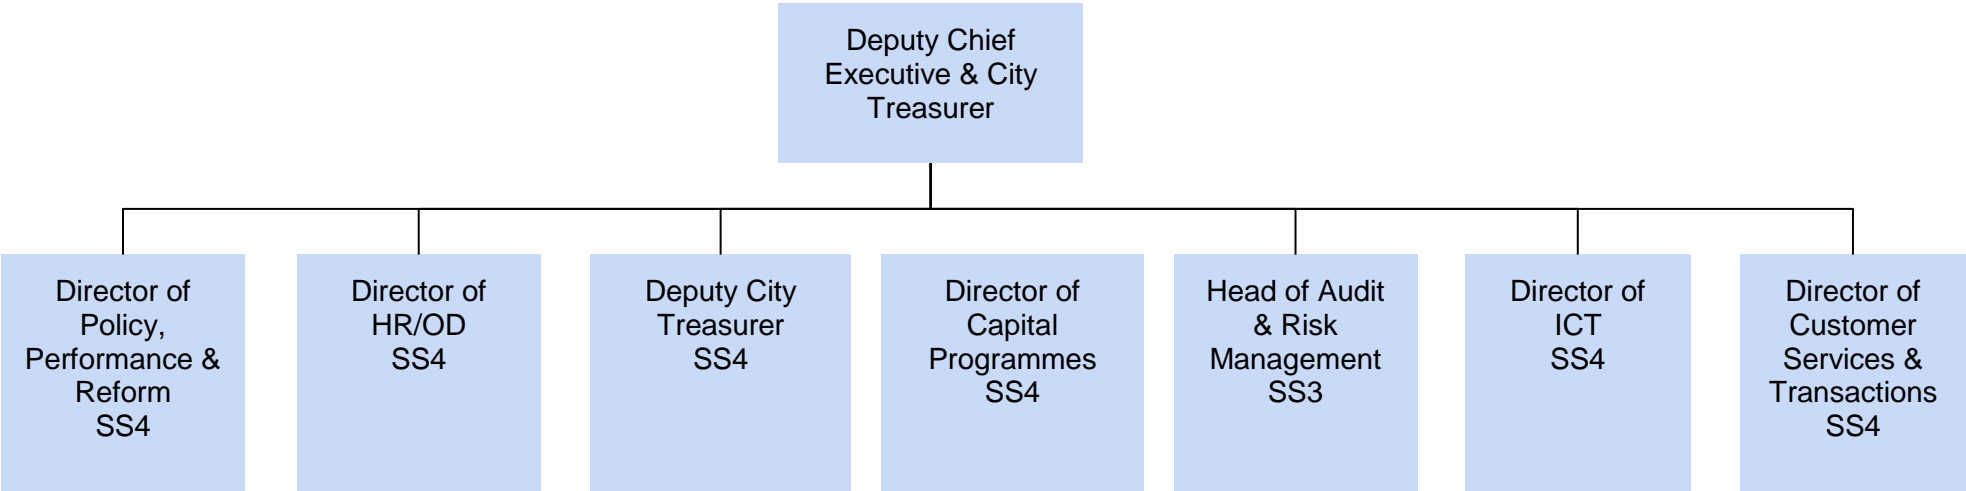 Deputy Chief
Executive & City
Treasurer
Director of
Policy,
Performance &
Reform
SS4
Director of
HR/OD
SS4
Deputy City
Treasurer
SS4
Director of
Capital
Programmes
SS4
Head of Audit
& Risk
Management
SS3
Director of
ICT
SS4
Director of
Customer
Services &
Transactions
SS4